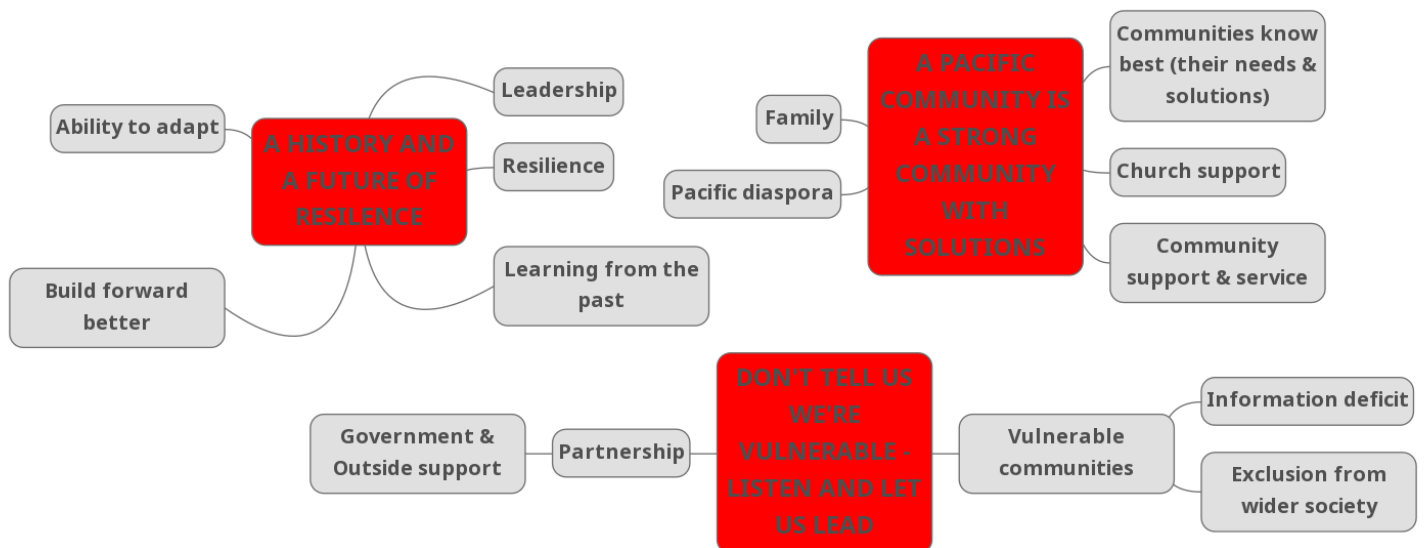 Ability to adapt
A HISTORY AND
A FUTURE OF
RESILENCE
Leadership
Resilience
Learning from the
past
Build forward
better
Family
Pacific diaspora
A PACIFIC
COMMUNITY IS
A STRONG
COMMUNITY
WITH
SOLUTIONS
Communities know
best (their needs &
solutions)
Church support
Community
support & service
Government &
Outside support
Partnership
DON'T TELL US
WE'RE
VULNERABLE -
LISTEN AND LET
US LEAD
Vulnerable
communities
Information deficit
Exclusion from
wider society